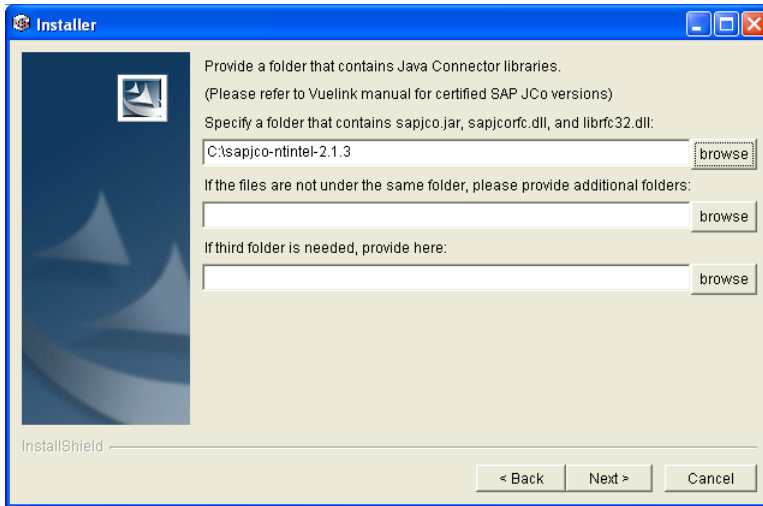 Installer
Provide a folder that contains Java Connector libraries.
(Please refer to Vuelink manual for certified SAP JCo versions)
Specify a folder that contains sapjco.jar, sapjcorfc.dll, and librfc32.dll:
C:\sapjco-ntintel-2.1.3
browse
If the files are not under the same folder, please provide additional folders:
browse
If third folder is needed, provide here:
browse
InstallShield
< Back
Next >
Cancel